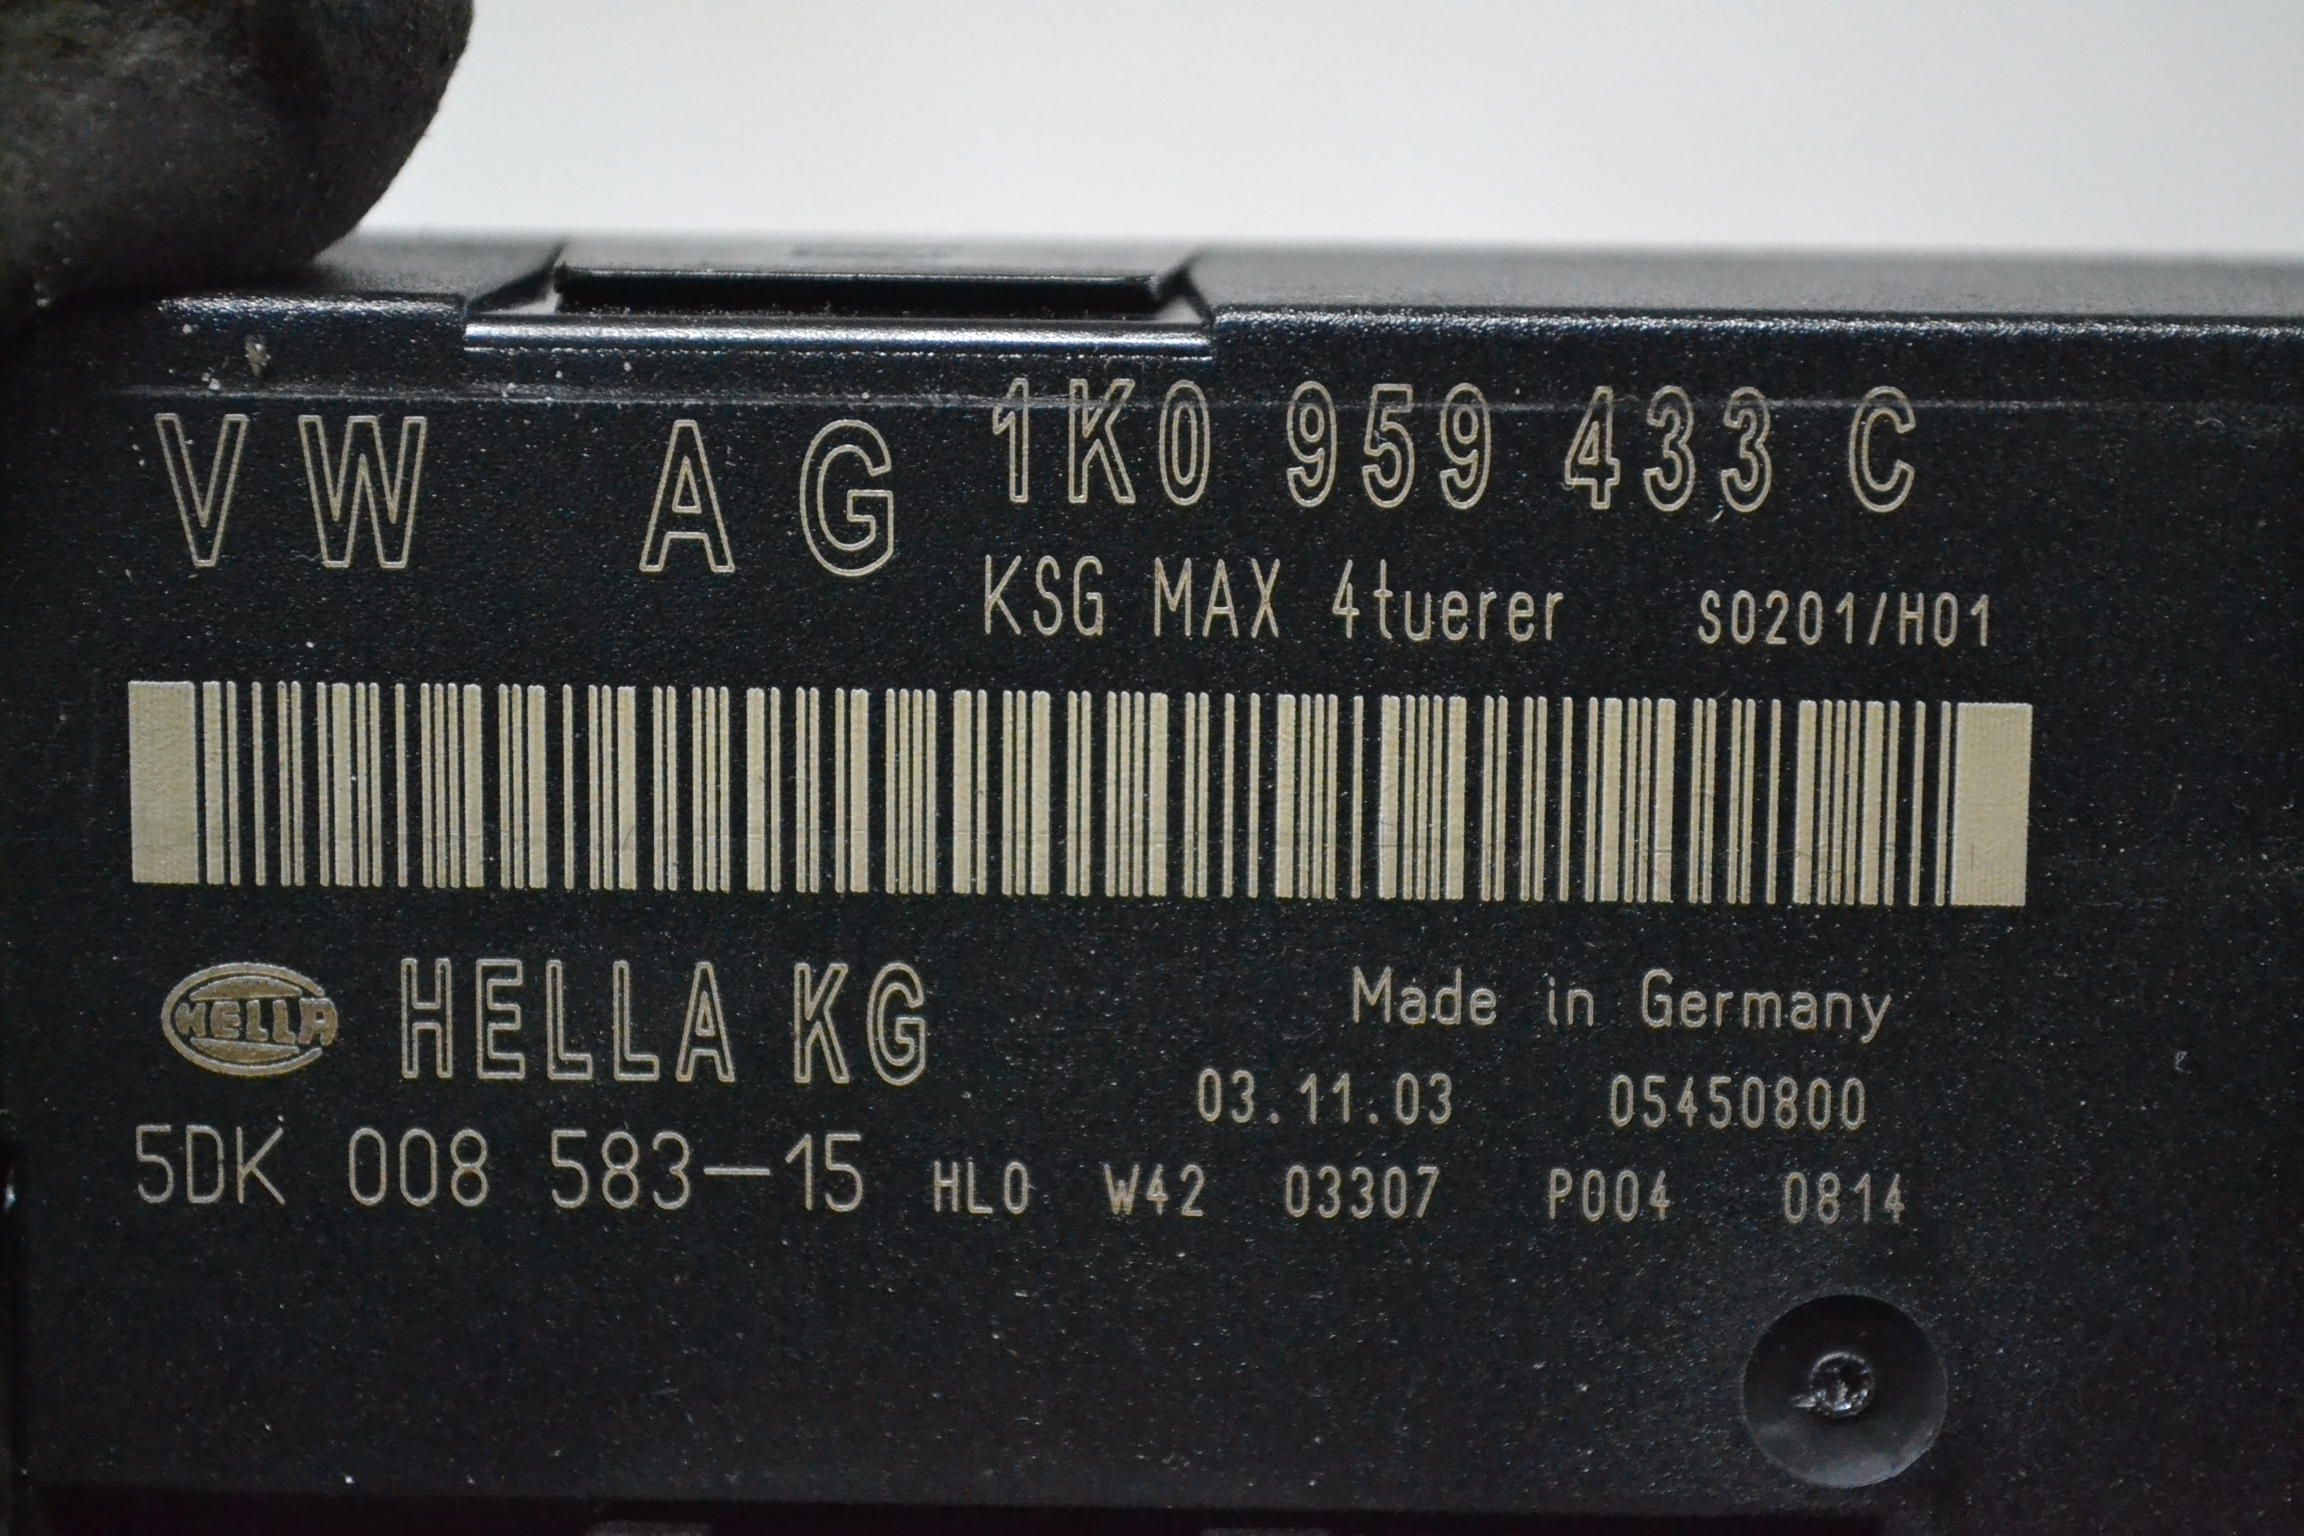 VW AG 1K0 959 433 C
KSG MAX 4tuerer S0201/H01
HELLA HELLA KG Made in Germany
03.11.03 05450800
5DK 008 583-15 HL0 W42 03307 P004 0814